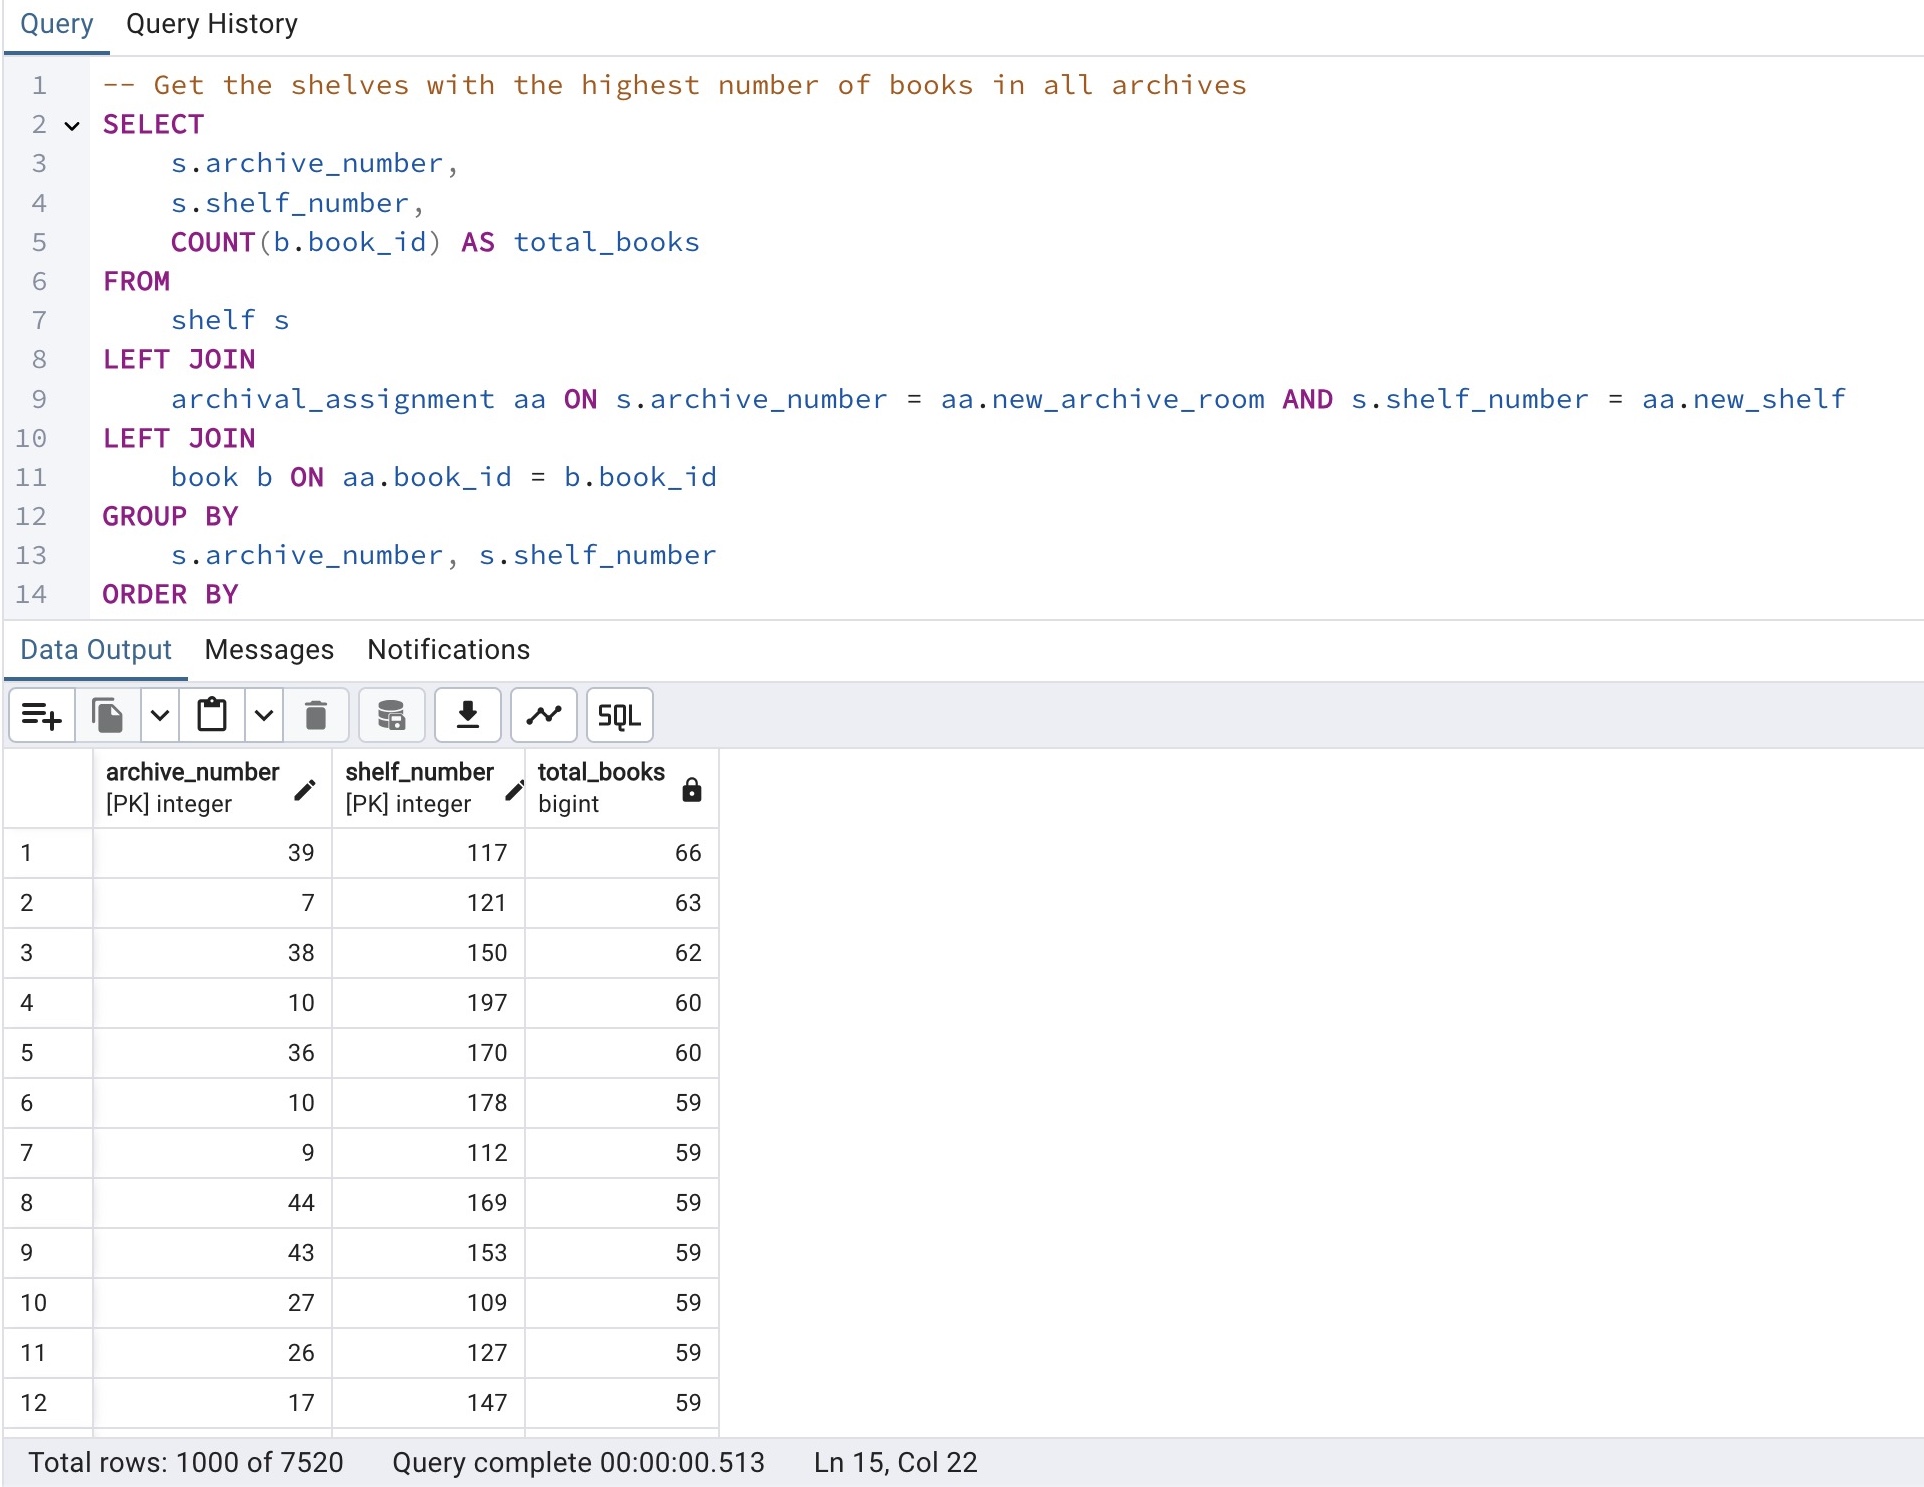 Query Query History
1 -- Get the shelves with the highest number of books in all archives
2 SELECT
3 s.archive_number,
4 s.shelf_number,
5 COUNT(b.book_id) AS total_books
6 FROM
7 shelf s
8 LEFT JOIN
9 archival_assignment aa ON s.archive_number = aa.new_archive_room AND s.shelf_number = aa.new_shelf
10 LEFT JOIN
11 book b ON aa.book_id = b.book_id
12 GROUP BY
13 s.archive_number, s.shelf_number
14 ORDER BY
Data Output Messages Notifications
SQL
archive_number shelf_number total_books
[PK] integer [PK] integer bigint
1 39 117 66
2 7 121 63
3 38 150 62
4 10 197 60
5 36 170 60
6 10 178 59
7 9 112 59
8 44 169 59
9 43 153 59
10 27 109 59
11 26 127 59
12 17 147 59
Total rows: 1000 of 7520 Query complete 00:00:00.513 Ln 15, Col 22